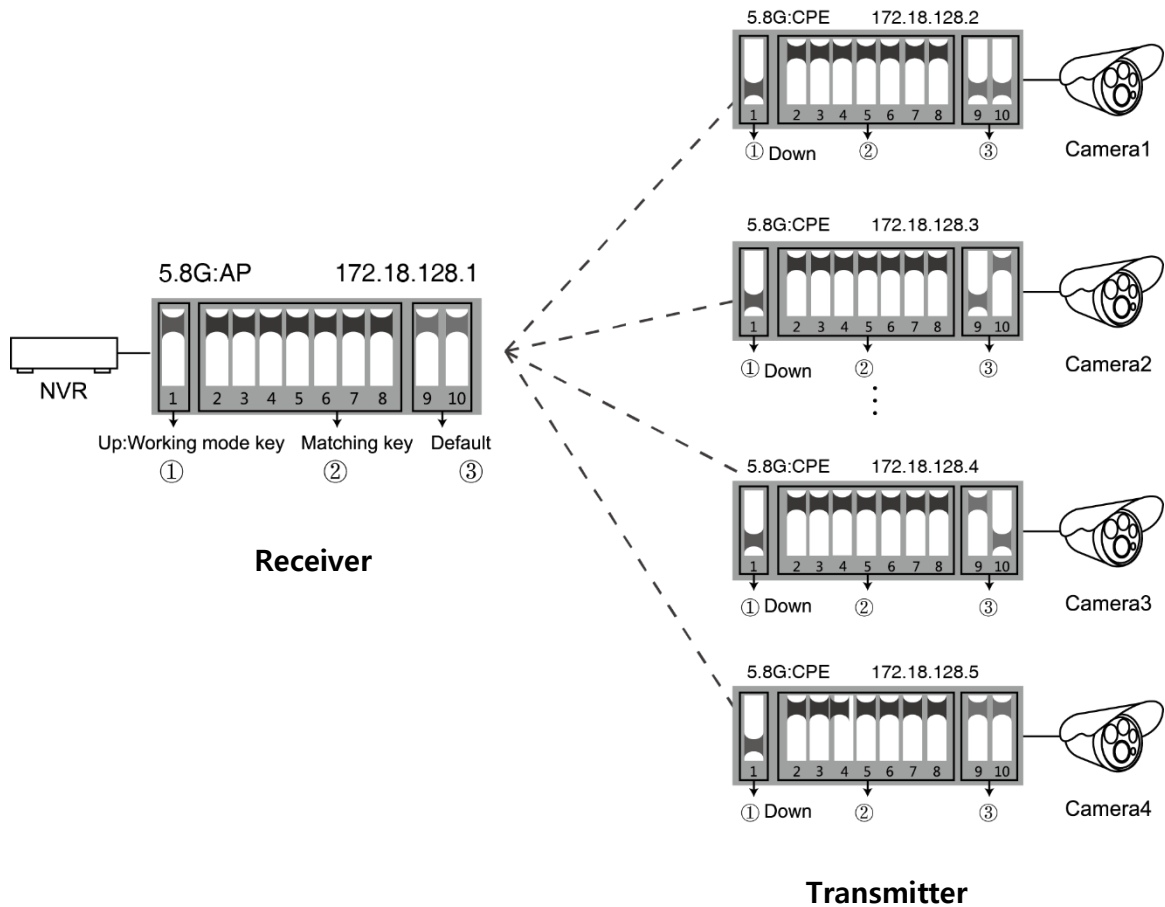 5.8G:AP 172.18.128.1
NVR
1 2 3 4 5 6 7 8 9 10
Up:Working mode key Matching key Default
① ② ③
Receiver
5.8G:CPE 172.18.128.2
1 2 3 4 5 6 7 8 9 10
① Down ② ③
Camera1
5.8G:CPE 172.18.128.3
1 2 3 4 5 6 7 8 9 10
① Down ② ③
Camera2
5.8G:CPE 172.18.128.4
1 2 3 4 5 6 7 8 9 10
① Down ② ③
Camera3
5.8G:CPE 172.18.128.5
1 2 3 4 5 6 7 8 9 10
① Down ② ③
Camera4
Transmitter